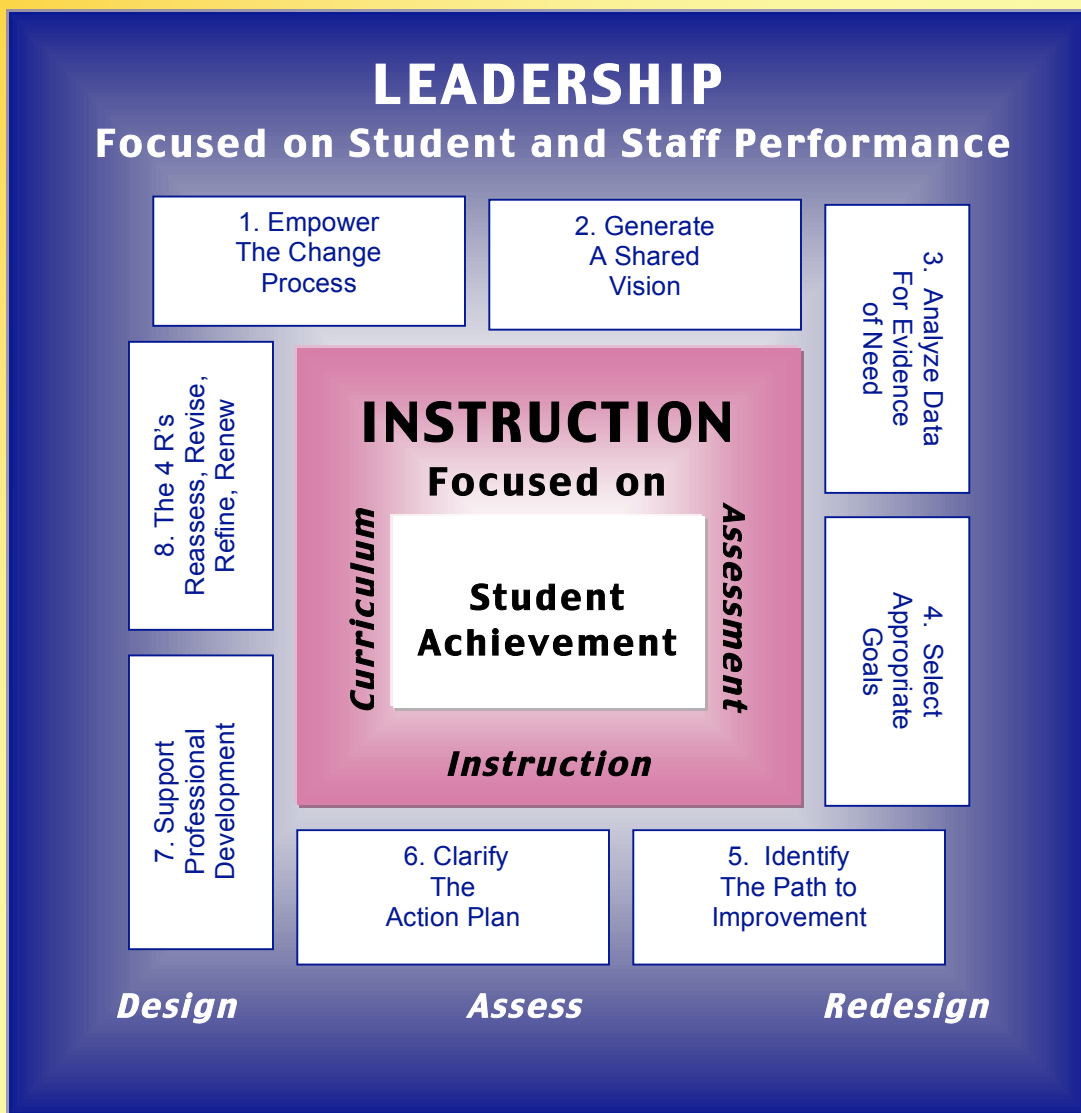 LEADERSHIP
Focused on Student and Staff Performance
1. Empower
The Change
Process
2. Generate
A Shared
Vision
3. Analyze Data
For Evidence
of Need
4. Select
Appropriate
Goals
5. Identify
The Path to
Improvement
6. Clarify
The
Action Plan
7. Support
Professional
Development
8. The 4 R’s
Reassess, Revise,
Refine, Renew
INSTRUCTION
Focused on
Curriculum
Student
Achievement
Assessment
Instruction
Design
Assess
Redesign